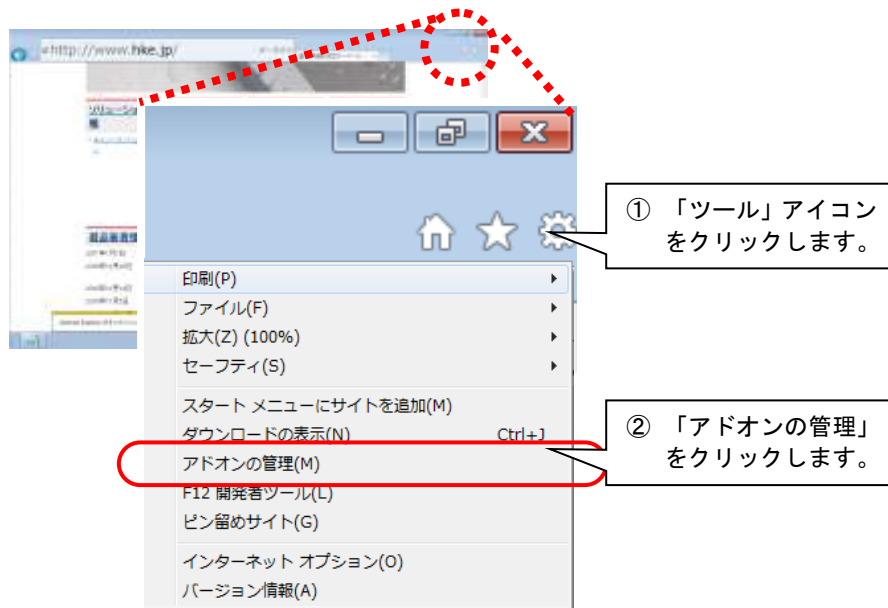 http://www.hke.jp/
① 「ツール」アイコン
をクリックします。
印刷(P)
ファイル(F)
拡大(Z) (100%)
セーフティ(S)
スタート メニューにサイトを追加(M)
ダウンロードの表示(N) Ctrl+J
アドオンの管理(M)
F12 開発者ツール(L)
ピン留めサイト(G)
インターネット オプション(O)
バージョン情報(A)
② 「アドオンの管理」
をクリックします。